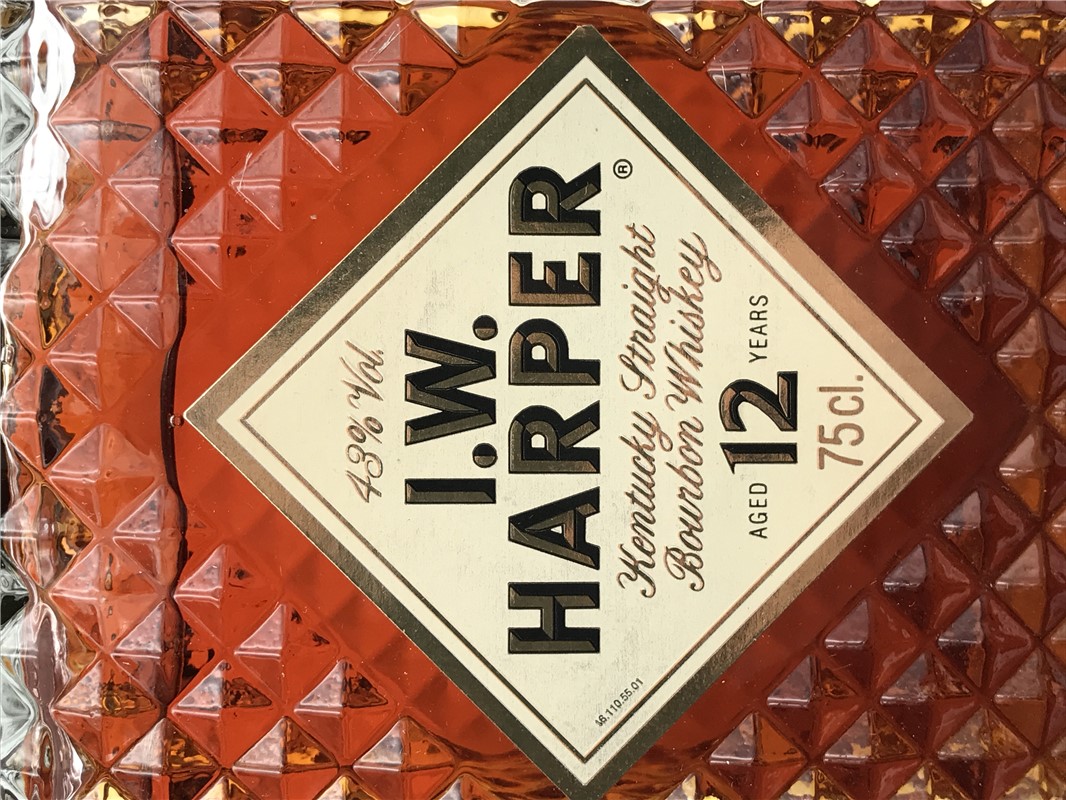 43% Vol.
I.W.
HARPER®
Kentucky Straight
Bourbon Whiskey
AGED 12 YEARS
75cl.